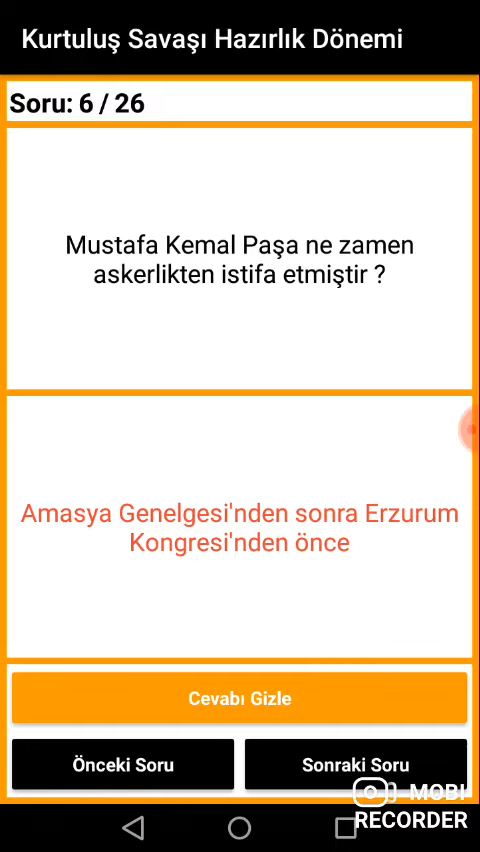 Kurtuluş Savaşı Hazırlık Dönemi
Soru: 6 / 26
Mustafa Kemal Paşa ne zamen
askerlikten istifa etmiştir ?
Amasya Genelgesi'nden sonra Erzurum
Kongresi'nden önce
Cevabı Gizle
Önceki Soru
Sonraki Soru
MOBI
RECORDER